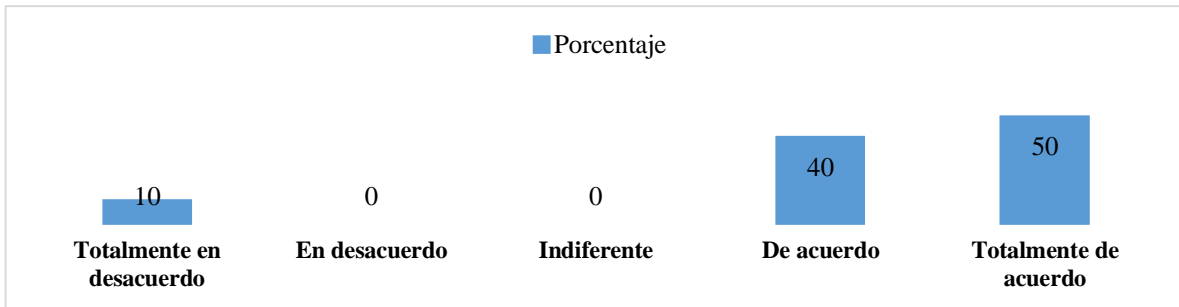 Porcentaje
10
0
0
40
50
Totalmente en
desacuerdo
En desacuerdo
Indiferente
De acuerdo
Totalmente de
acuerdo